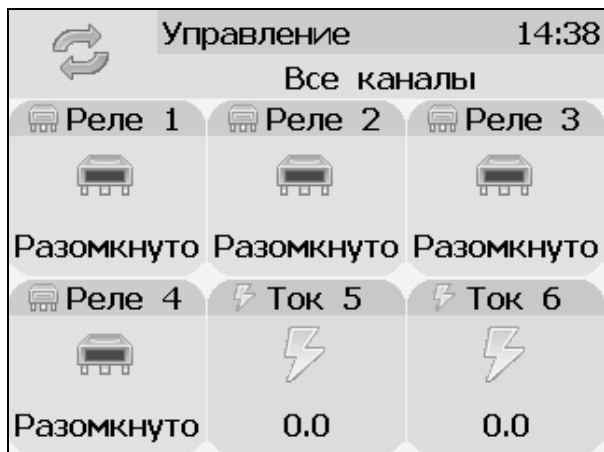 Управление 14:38
Все каналы
Реле 1 Реле 2 Реле 3
Разомкнуто Разомкнуто Разомкнуто
Реле 4 Ток 5 Ток 6
Разомкнуто 0.0 0.0